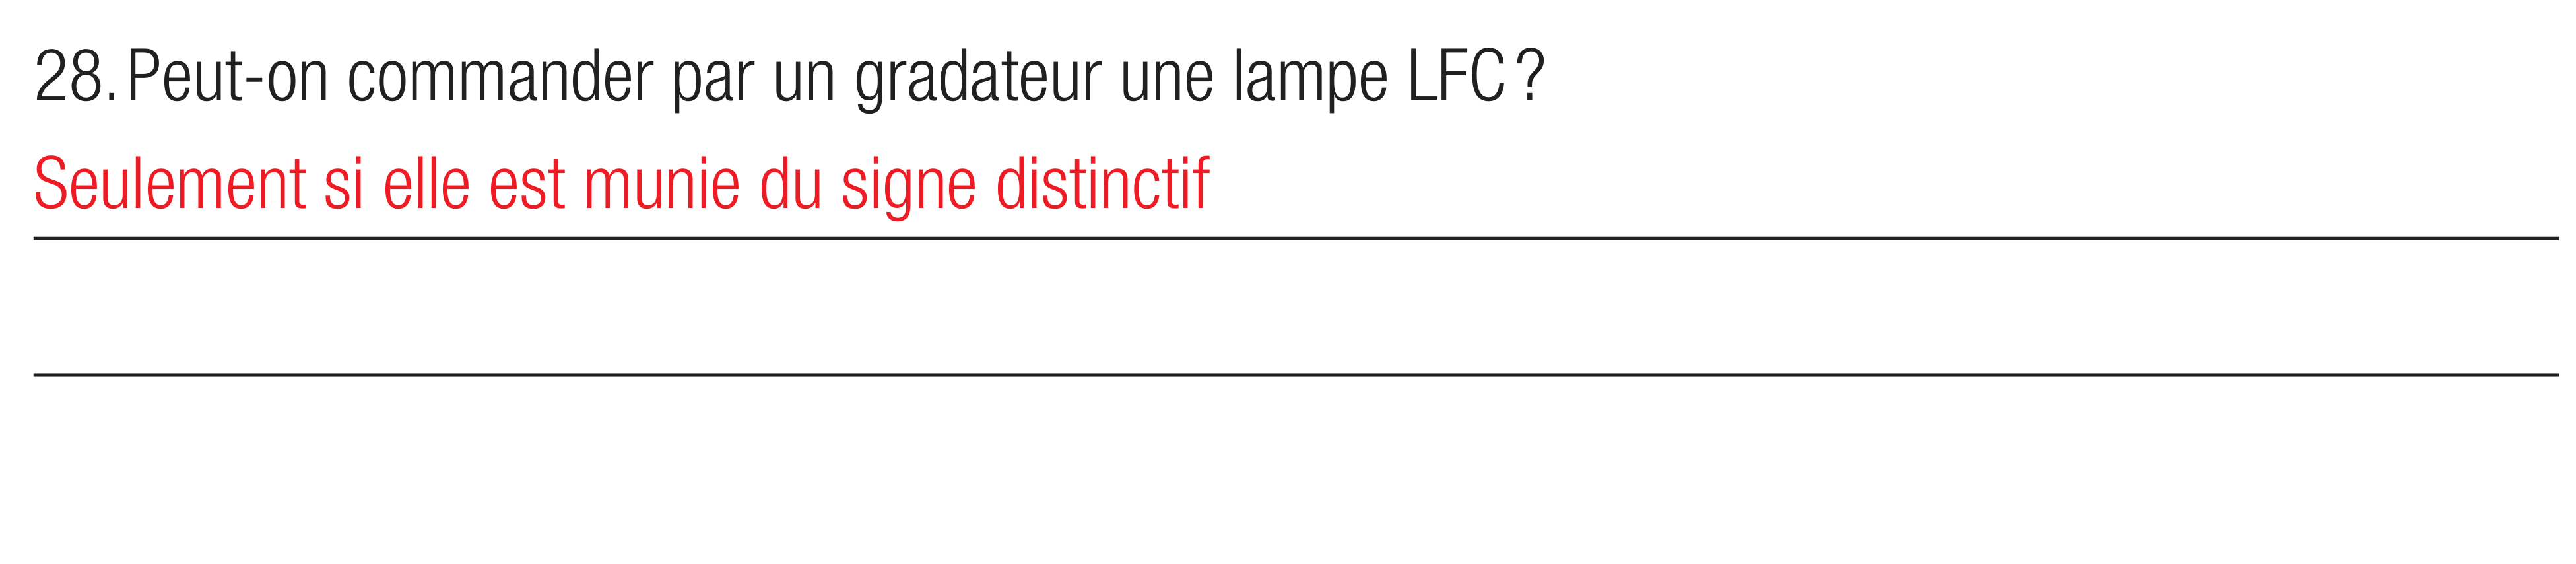 28. Peut-on commander par un gradateur une lampe LFC ?
Seulement si elle est munie du signe distinctif